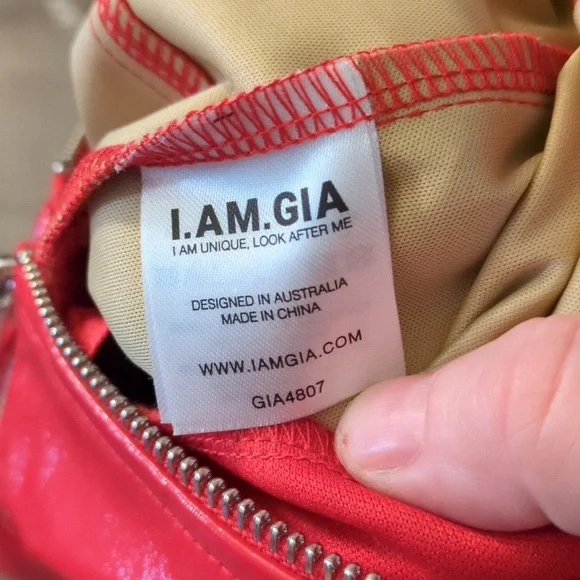 I.AM.GIA
I AM UNIQUE, LOOK AFTER ME
DESIGNED IN AUSTRALIA
MADE IN CHINA
WWW.IAMGIA.COM
GIA4807